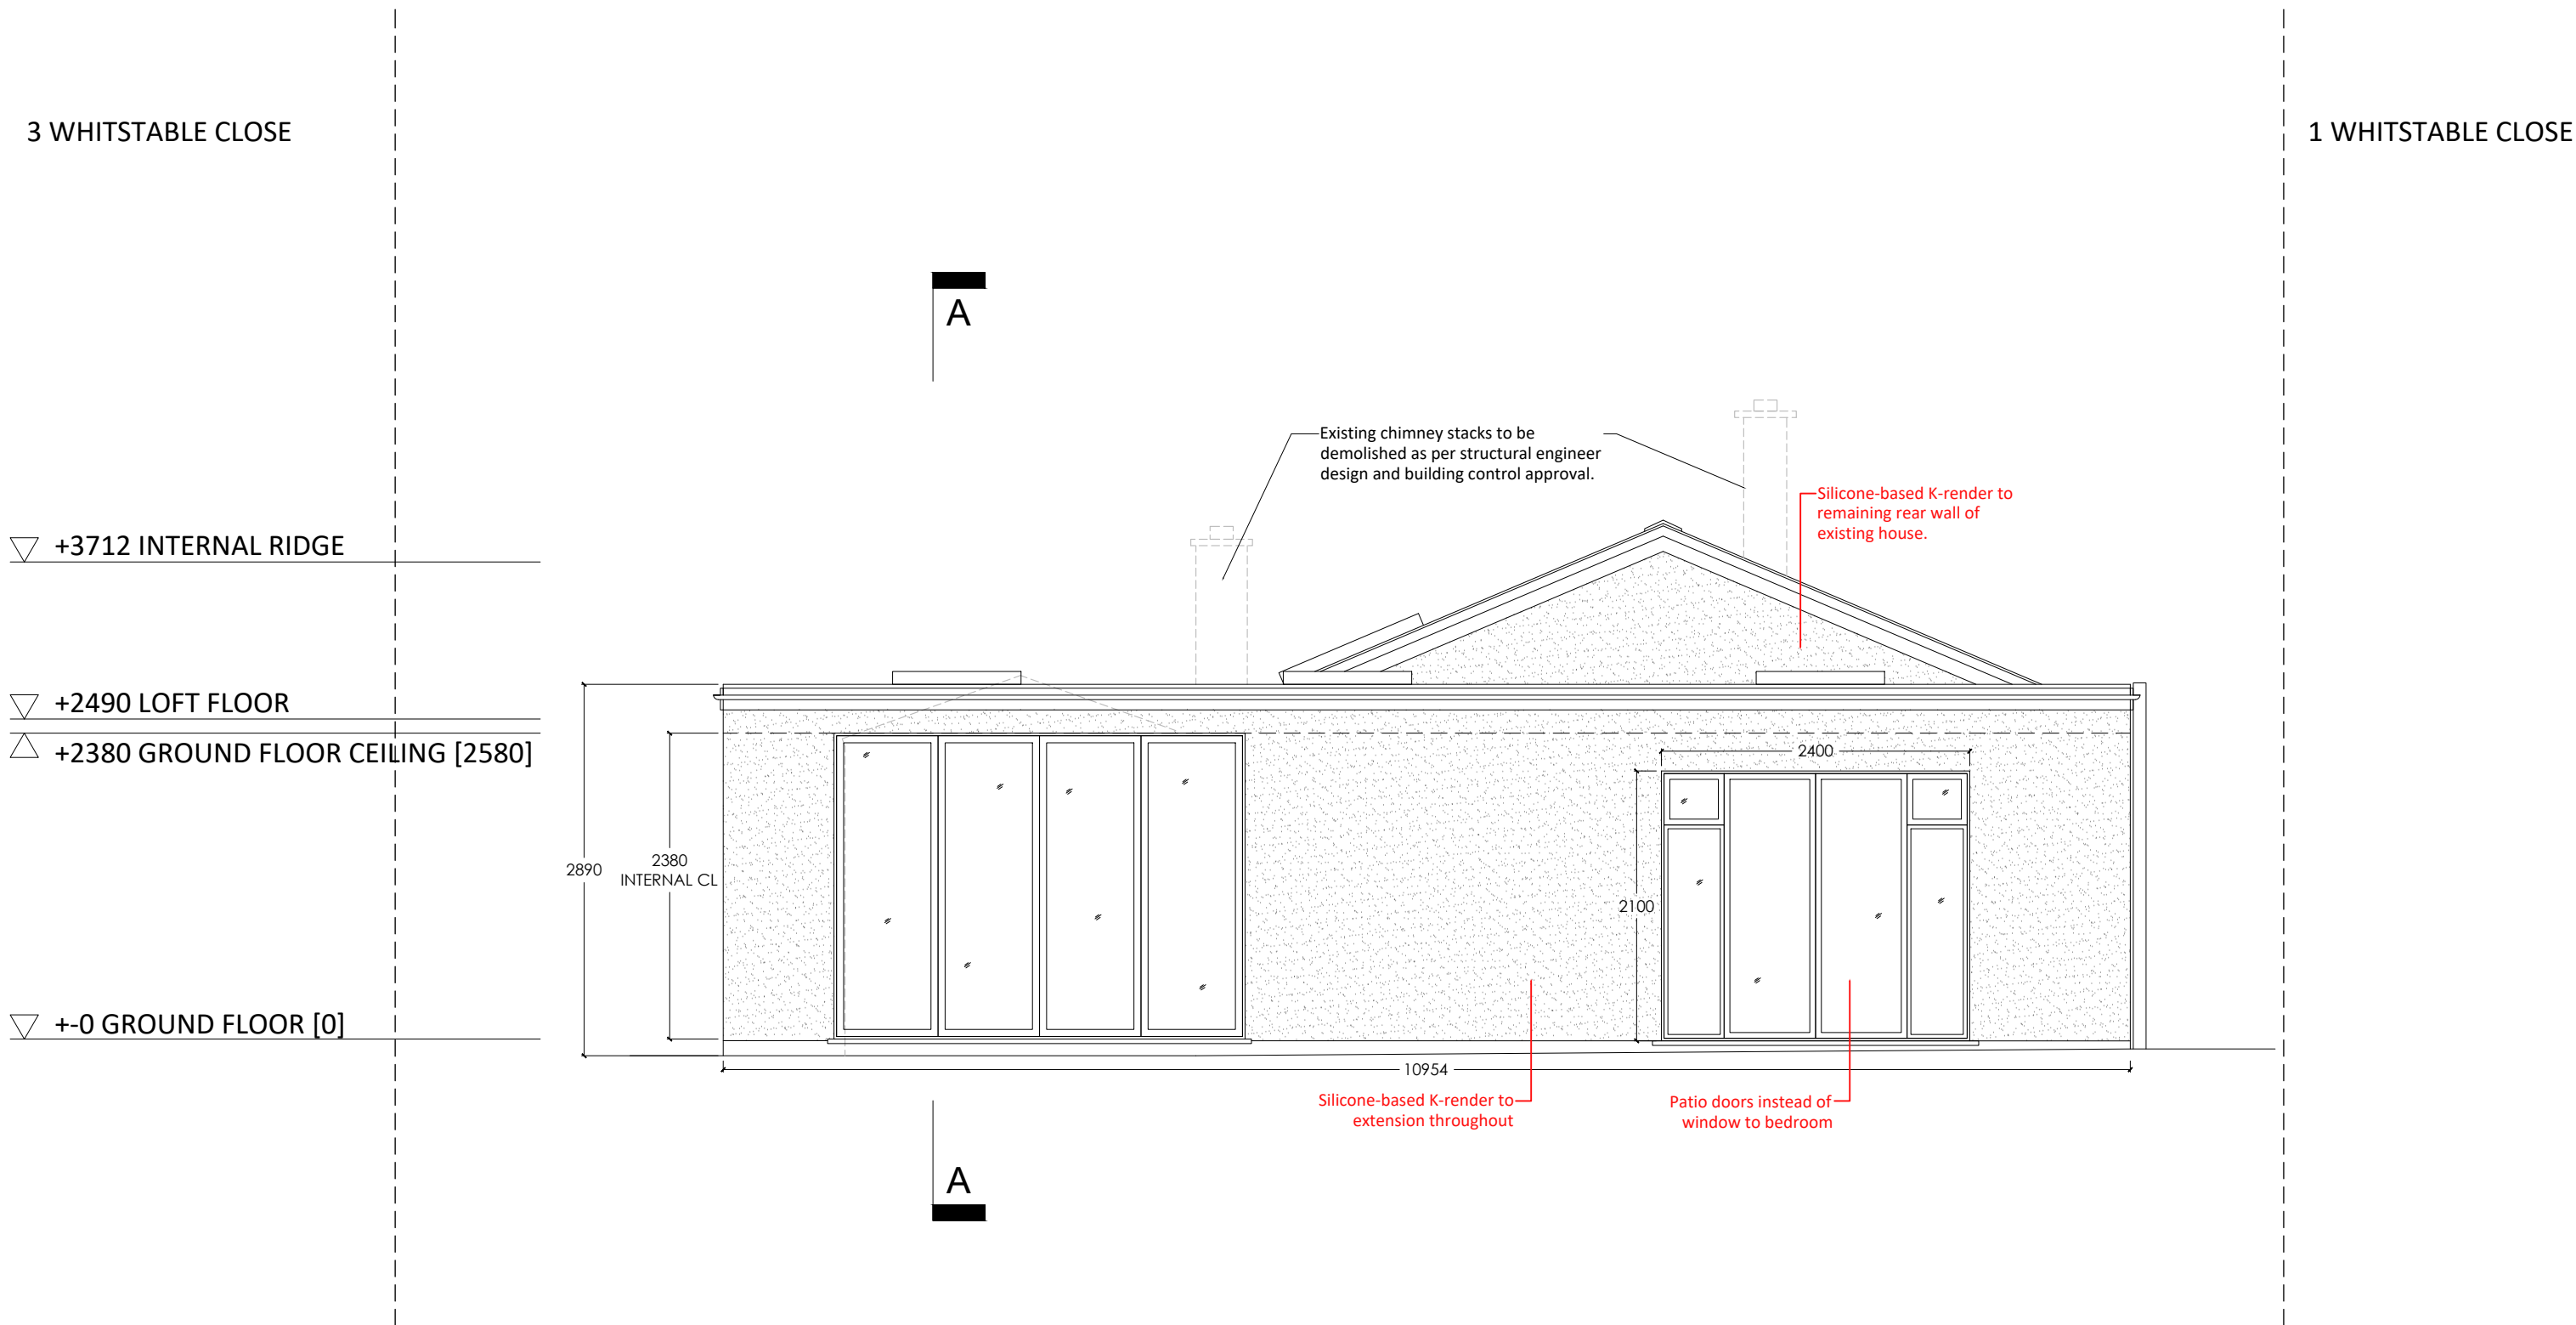 3 WHITSTABLE CLOSE
1 WHITSTABLE CLOSE
A
Existing chimney stacks to be
demolished as per structural engineer
design and building control approval.
Silicone-based K-render to
remaining rear wall of
existing house.
+3712 INTERNAL RIDGE
+2490 LOFT FLOOR
+2380 GROUND FLOOR CEILING [2580]
2400
2890
2380
INTERNAL CL
2100
+-0 GROUND FLOOR [0]
10954
Silicone-based K-render to
extension throughout
Patio doors instead of
window to bedroom
A